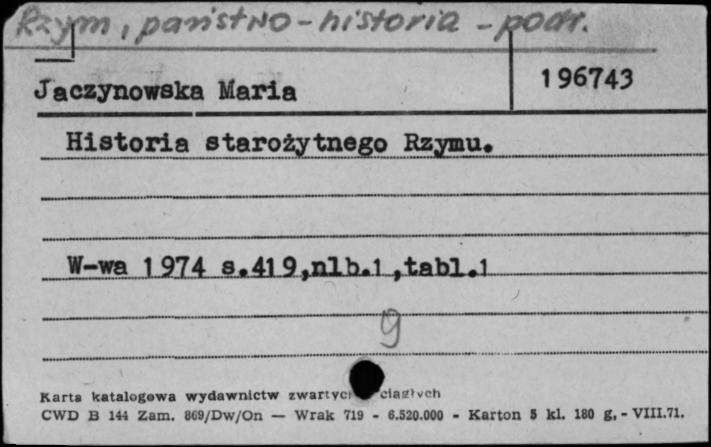 Rzym, państwo - historia - podr.
196743
Jaczynowska Maria
Historia starożytnego Rzymu.
W-wa 1974 s.419,nlb.1,tabl.1
9
Karta katalogowa wydawnictw zwartych ciągłych
CWD B 144 Zam. 869/Dw/On — Wrak 719 - 6.520.000 - Karton 5 kl. 180 g, - VIII.71.